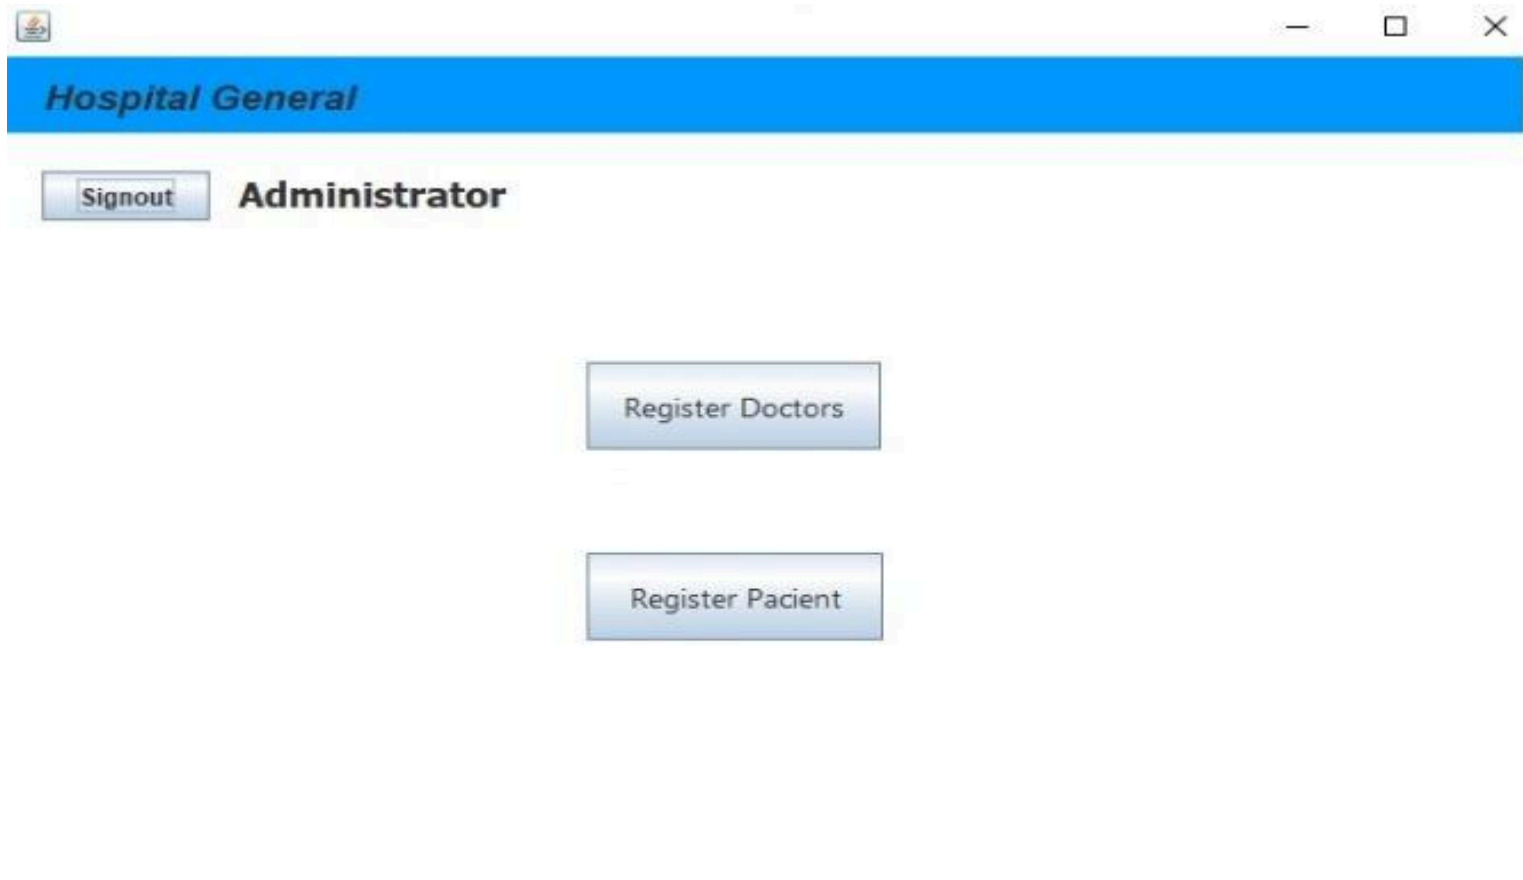 Hospital General
Signout Administrator
Register Doctors
Register Pacient